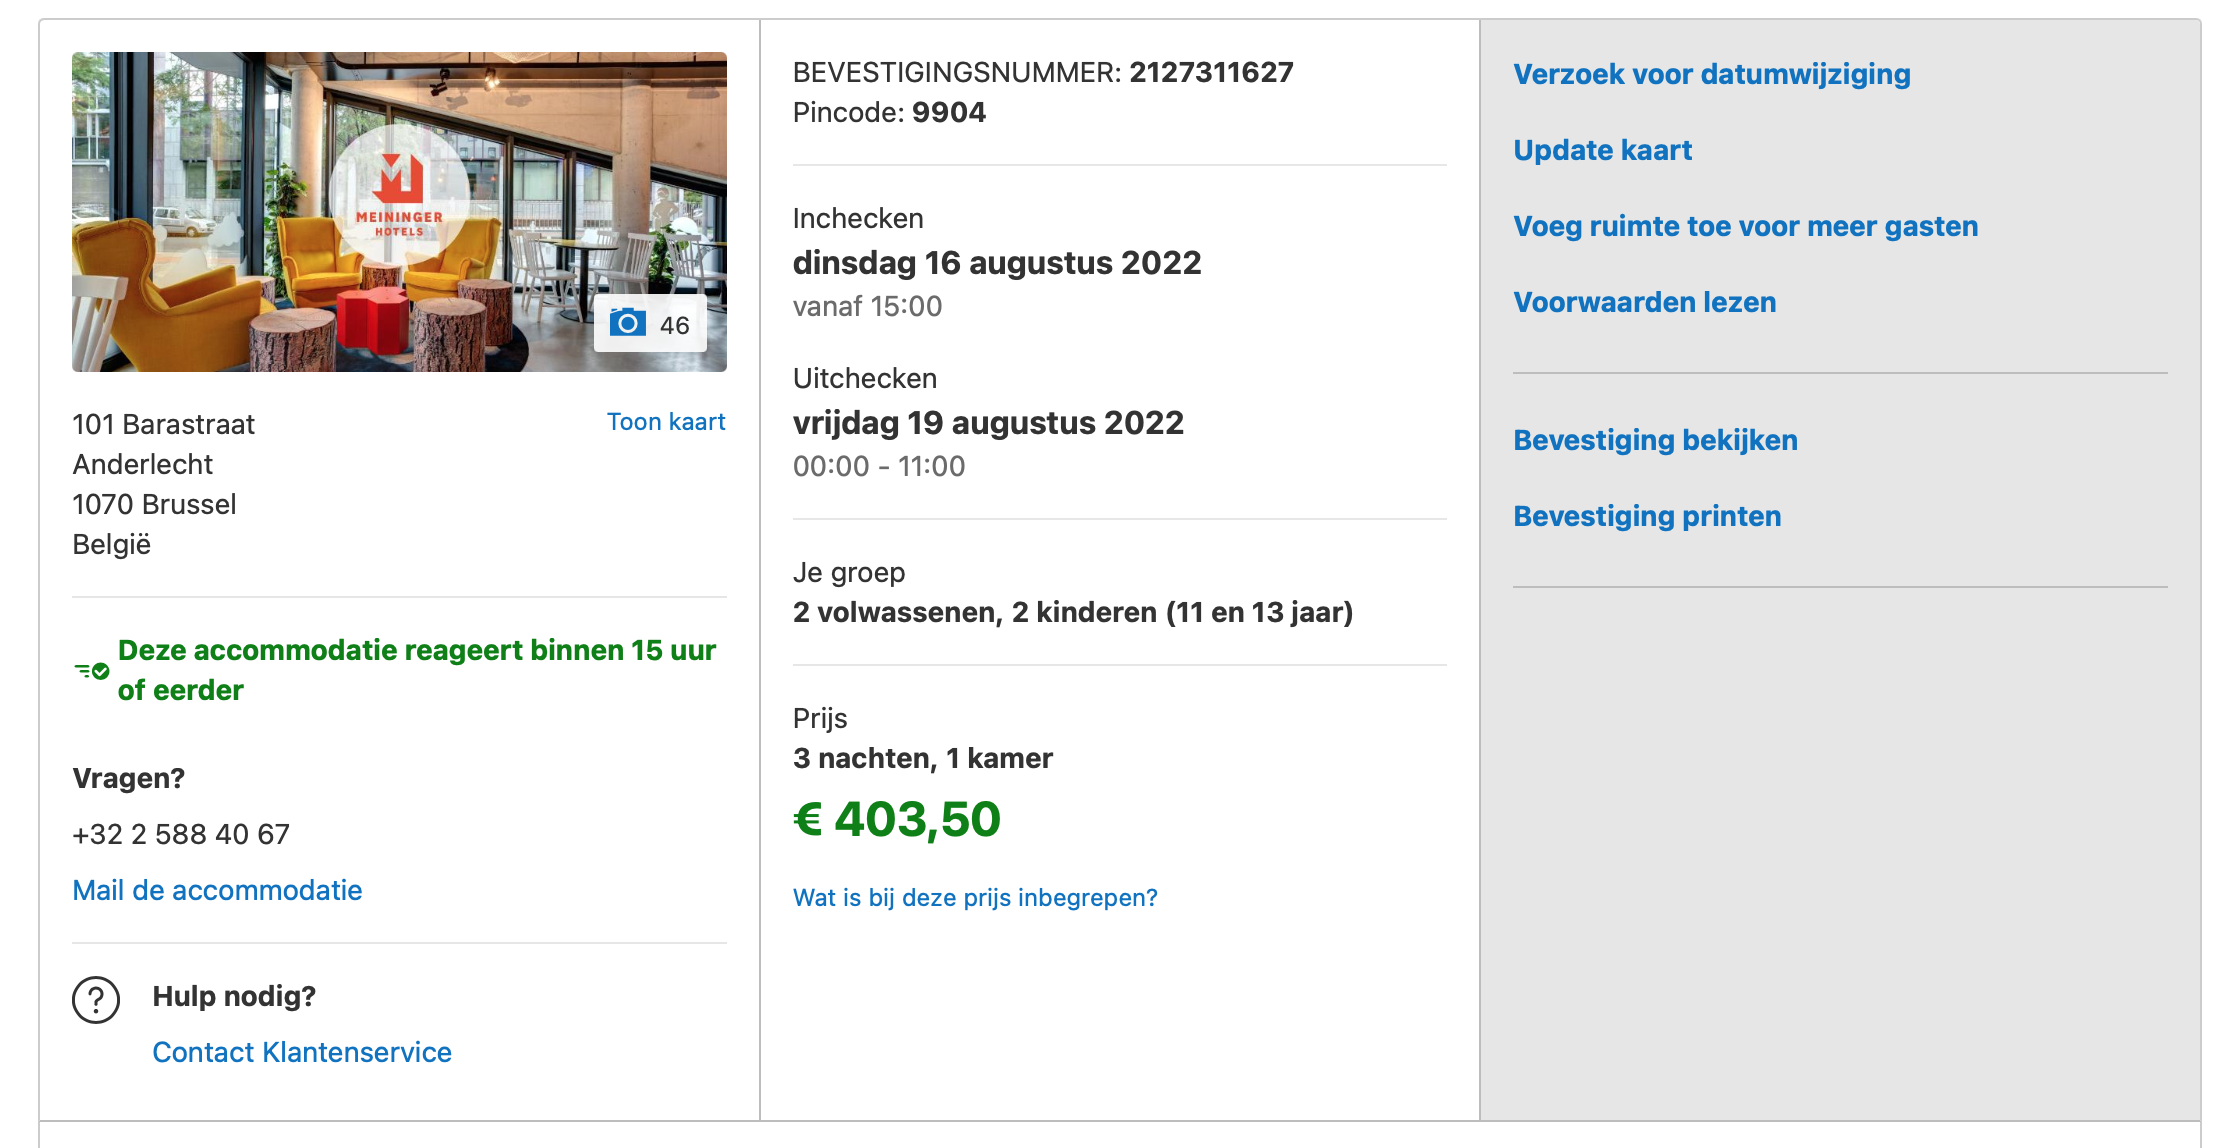 MEININGER
HOTELS
46
101 Barastraat
Toon kaart
Anderlecht
1070 Brussel
België
Deze accommodatie reageert binnen 15 uur
of eerder
Vragen?
+32 2 588 40 67
Mail de accommodatie
Hulp nodig?
Contact Klantenservice
BEVESTIGINGSNUMMER: 2127311627
Pincode: 9904
Inchecken
dinsdag 16 augustus 2022
vanaf 15:00
Uitchecken
vrijdag 19 augustus 2022
00:00 - 11:00
Je groep
2 volwassenen, 2 kinderen (11 en 13 jaar)
Prijs
3 nachten, 1 kamer
€ 403,50
Wat is bij deze prijs inbegrepen?
Verzoek voor datumwijziging
Update kaart
Voeg ruimte toe voor meer gasten
Voorwaarden lezen
Bevestiging bekijken
Bevestiging printen